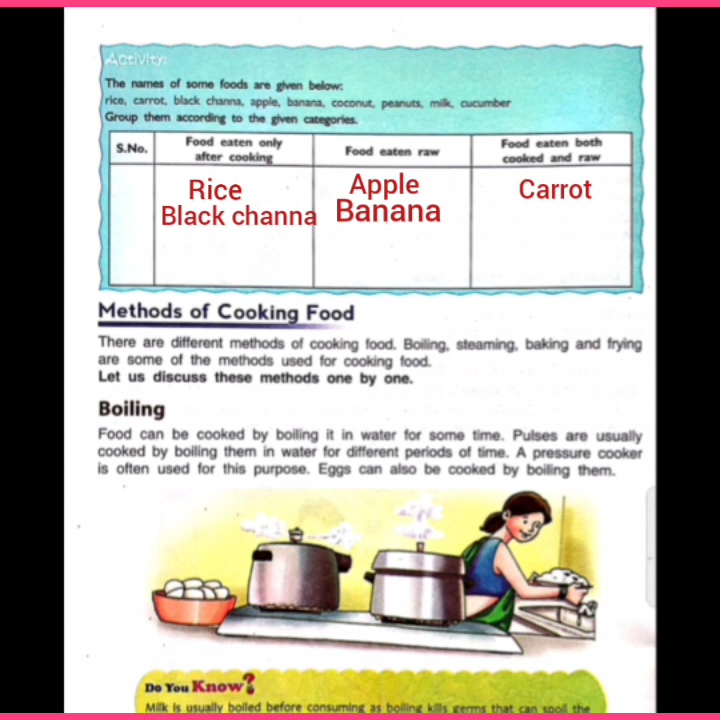 Activity:
The names of some foods are given below:
rice, carrot, black channa, apple, banana, coconut, peanuts, milk, cucumber
Group them according to the given categories.
S.No.
Food eaten only
after cooking
Food eaten raw
Food eaten both
cooked and raw
Rice
Black channa
Apple
Banana
Carrot
Methods of Cooking Food
There are different methods of cooking food. Boiling, steaming, baking and frying
are some of the methods used for cooking food.
Let us discuss these methods one by one.
Boiling
Food can be cooked by boiling it in water for some time. Pulses are usually
cooked by boiling them in water for different periods of time. A pressure cooker
is often used for this purpose. Eggs can also be cooked by boiling them.
Do You Know?
Milk is usually boiled before consuming as boiling kills germs that can spoil the